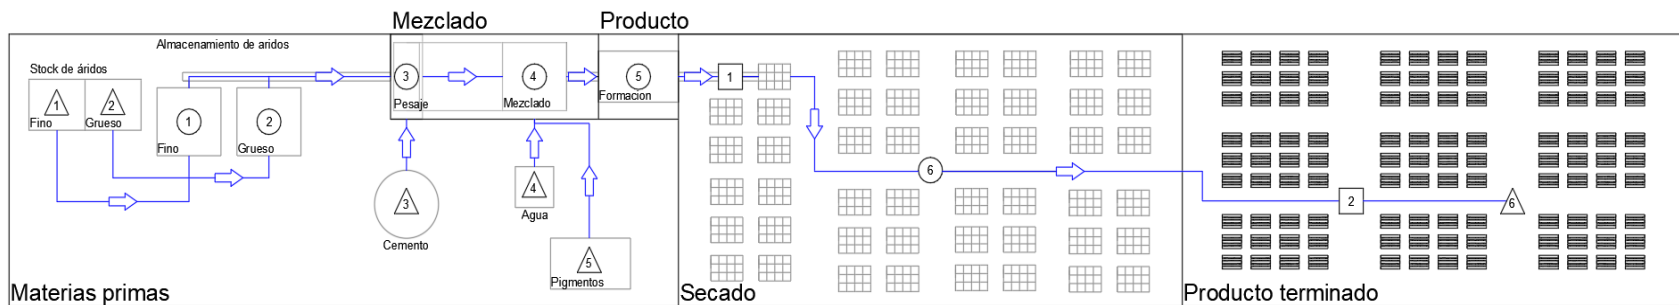 Mezclado
Producto
Almacenamiento de aridos
Stock de áridos
1
2
Fino
Grueso
1
2
Fino
Grueso
3
Pesaje
4
Mezclado
5
Formacion
3
Cemento
4
Agua
5
Pigmentos
Materias primas
1
6
Secado
2
6
Producto terminado